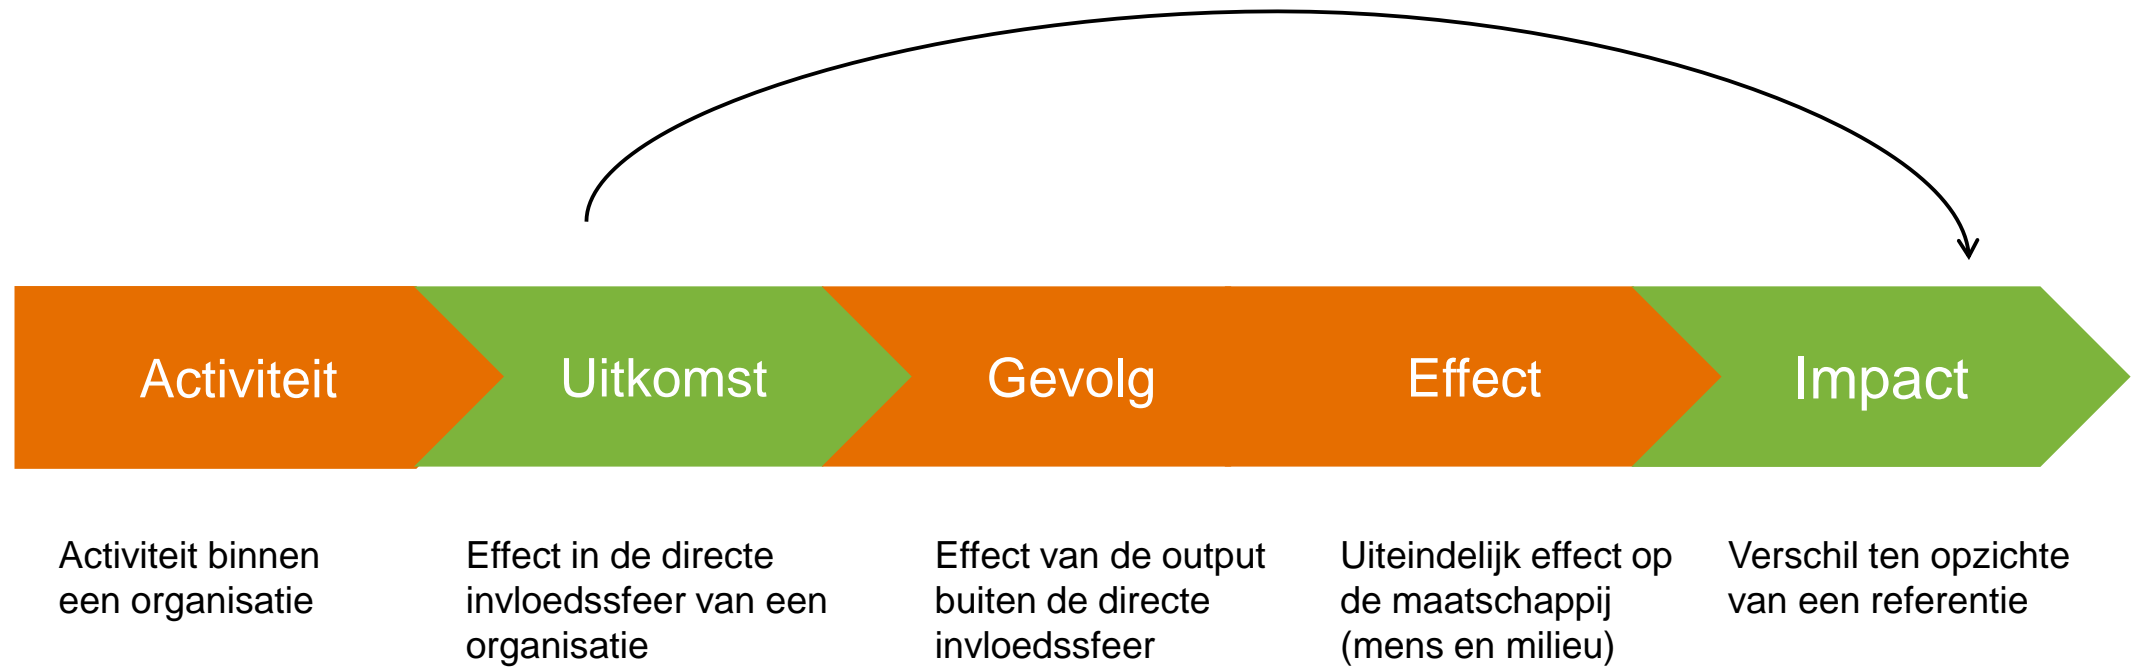 Activiteit
Uitkomst
Gevolg
Effect
Impact
Activiteit binnen
een organisatie
Effect in de directe
invloedssfeer van een
organisatie
Effect van de output
buiten de directe
invloedssfeer
Uiteindelijk effect op
de maatschappij
(mens en milieu)
Verschil ten opzichte
van een referentie